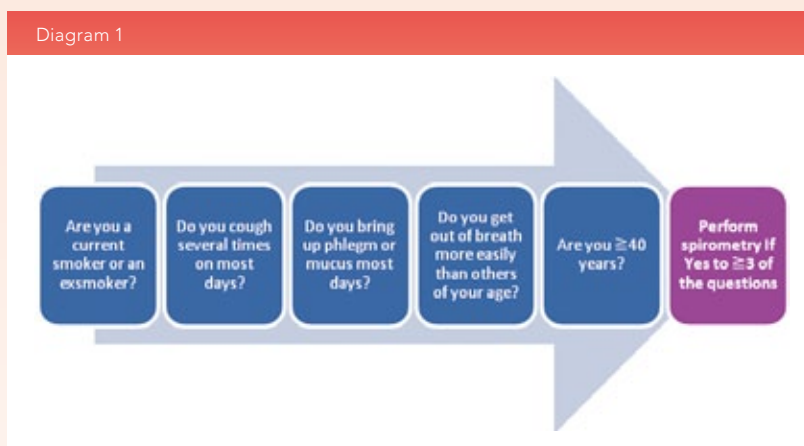 Diagram 1
Are you a
current
smoker or an
exsmoker?
Do you cough
several times
on most
days?
Do you bring
up phlegm or
mucus most
days?
Do you get
out of breath
more easily
than others
of your age?
Are you ≧40
years?
Perform
spirometry If
Yes to ≧3 of
the questions